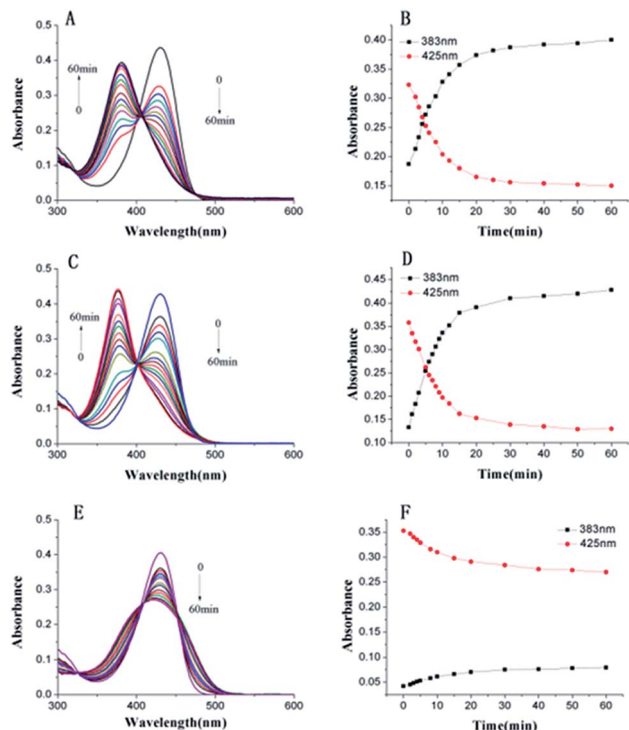 A
0.5
0.4
0.3
0.2
0.1
0.0
Absorbance
60min
0
0
60min
300 400 500 600
Wavelength(nm)
B
383nm
425nm
0.40
0.35
0.30
0.25
0.20
0.15
Absorbance
0 10 20 30 40 50 60
Time(min)
C
0.5
0.4
0.3
0.2
0.1
0.0
Absorbance
60min
0
0
60min
300 400 500 600
Wavelength(nm)
D
383nm
425nm
0.45
0.40
0.35
0.30
0.25
0.20
0.15
0.10
Absorbance
0 10 20 30 40 50 60
Time(min)
E
0.5
0.4
0.3
0.2
0.1
0.0
Absorbance
0
60min
300 400 500 600
Wavelength(nm)
F
383nm
425nm
0.35
0.30
0.25
0.20
0.15
0.10
0.05
Absorbance
0 10 20 30 40 50 60
Time(min)